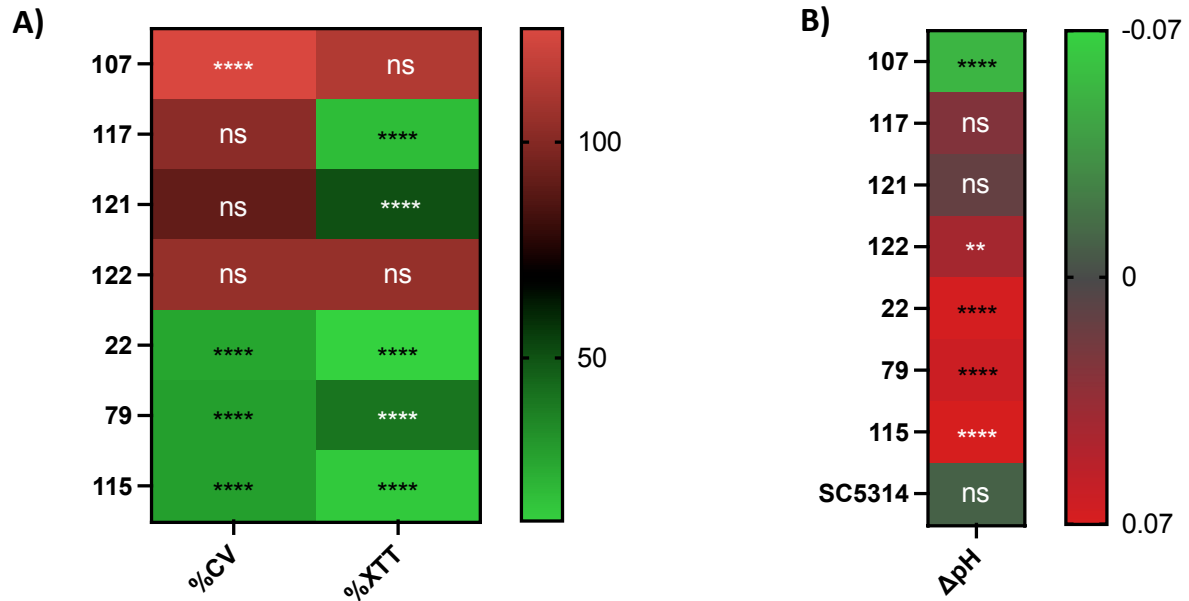 A)
107
**** ns
117
ns ****
100
121
ns ****
122
ns ns
22
**** ****
50
79
**** ****
115
**** ****
%CV
%XTT
B)
-0.07
107
****
117
ns
121
ns
122
**
0
22
****
79
****
115
****
SC5314
ns
0.07
ΔpH